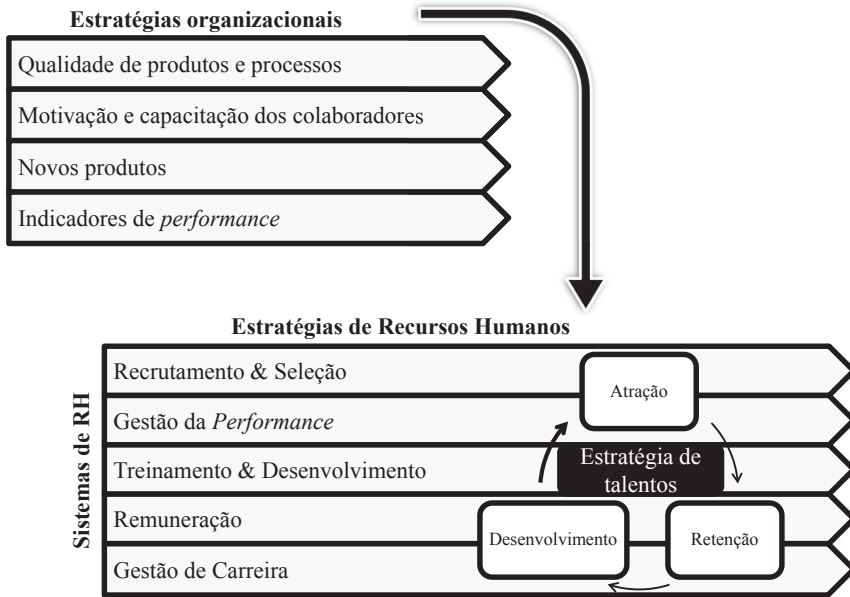 Estratégias organizacionais
Qualidade de produtos e processos
Motivação e capacitação dos colaboradores
Novos produtos
Indicadores de performance
Estratégias de Recursos Humanos
Sistemas de RH
Recrutamento & Seleção
Gestão da Performance
Treinamento & Desenvolvimento
Remuneração
Gestão de Carreira
Atração
Estratégia de
talentos
Desenvolvimento
Retenção